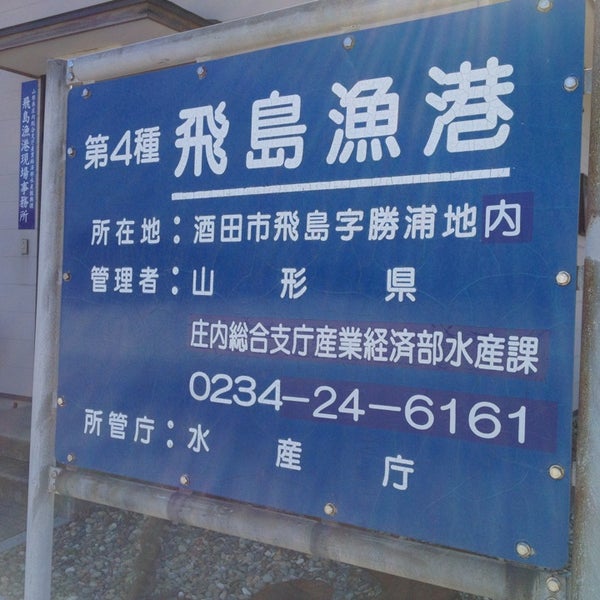 第4種 飛島漁港
所在地：酒田市飛島字勝浦地内
管理者：山形県
庄内総合支庁産業経済部水産課
0234-24-6161
所管庁：水産庁
飛島漁港現場事務所